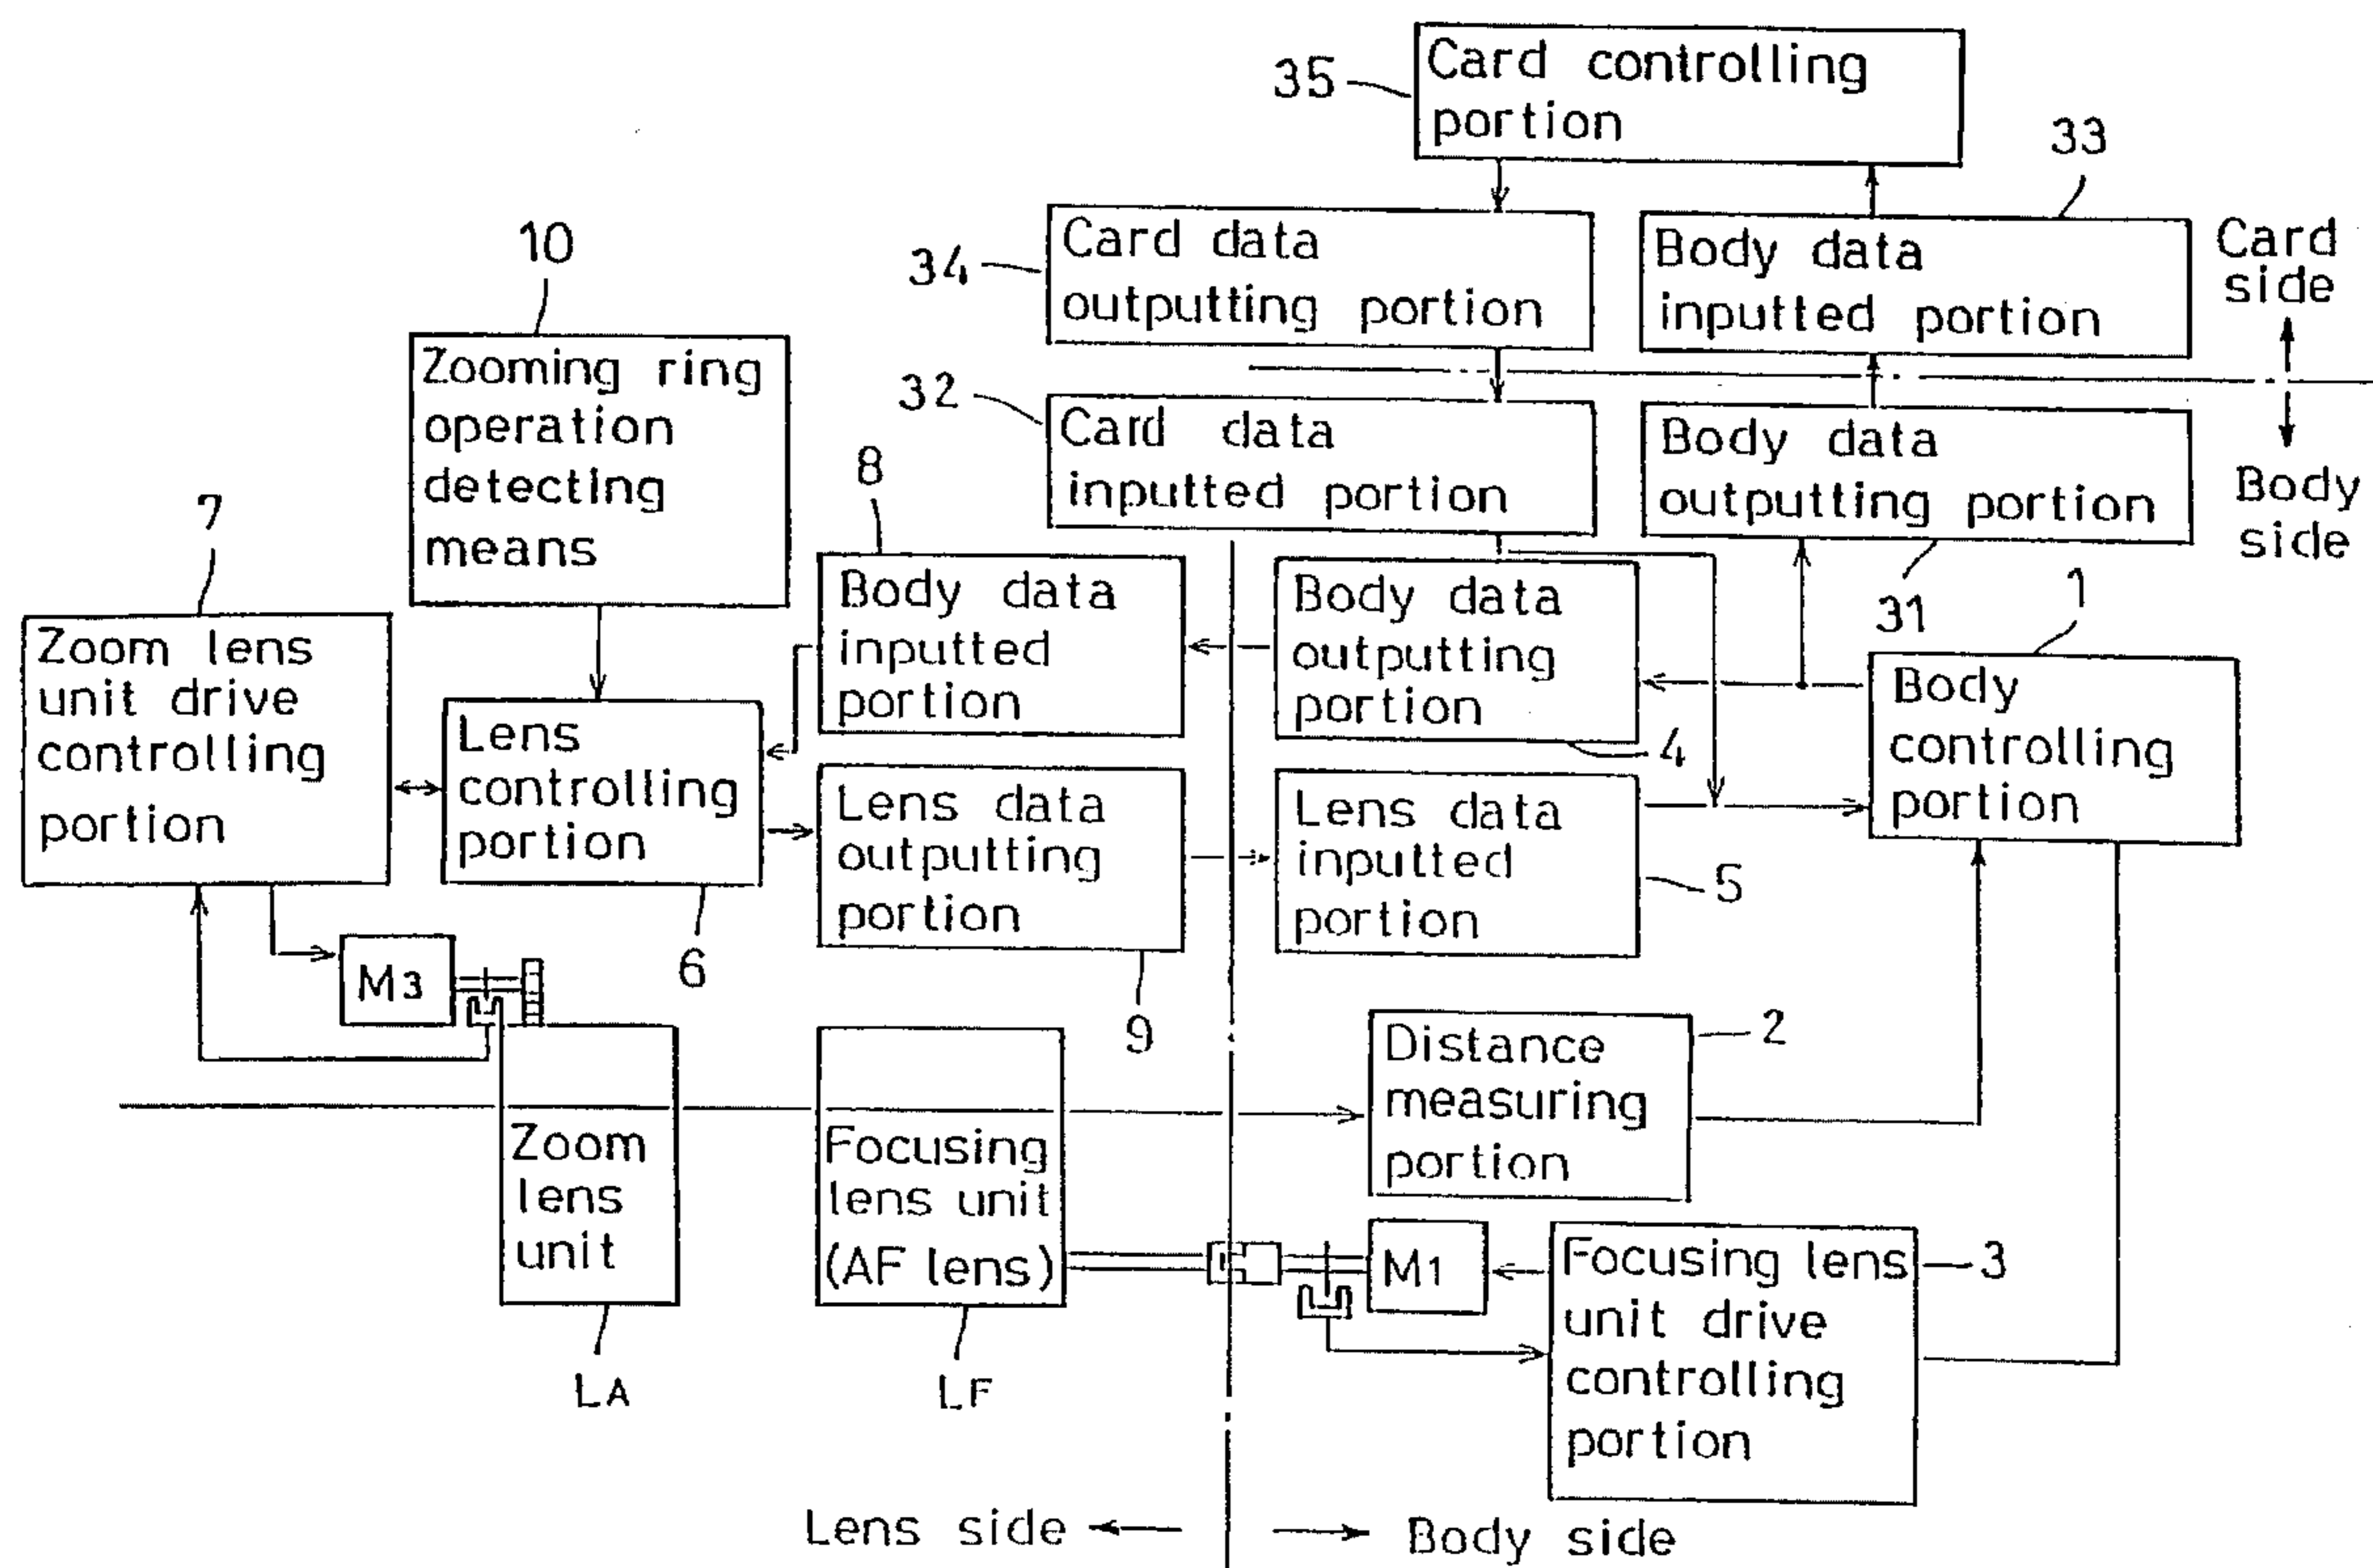 Card controlling
portion
35
33
Card data
outputting portion
34
Body data
inputted portion
Card
side
10
Zooming ring
operation
detecting
means
32
Card data
inputted portion
Body data
outputting portion
Body
side
31
8
Body data
inputted
portion
Body data
outputting
portion
4
1
Body
controlling
portion
7
Zoom lens
unit drive
controlling
portion
Lens
controlling
portion
6
Lens data
outputting
portion
9
Lens data
inputted
portion
5
M3
Zoom
lens
unit
LA
Focusing
lens unit
(AF lens)
LF
Distance
measuring
portion
2
M1
Focusing lens
unit drive
controlling
portion
3
Lens side
Body side